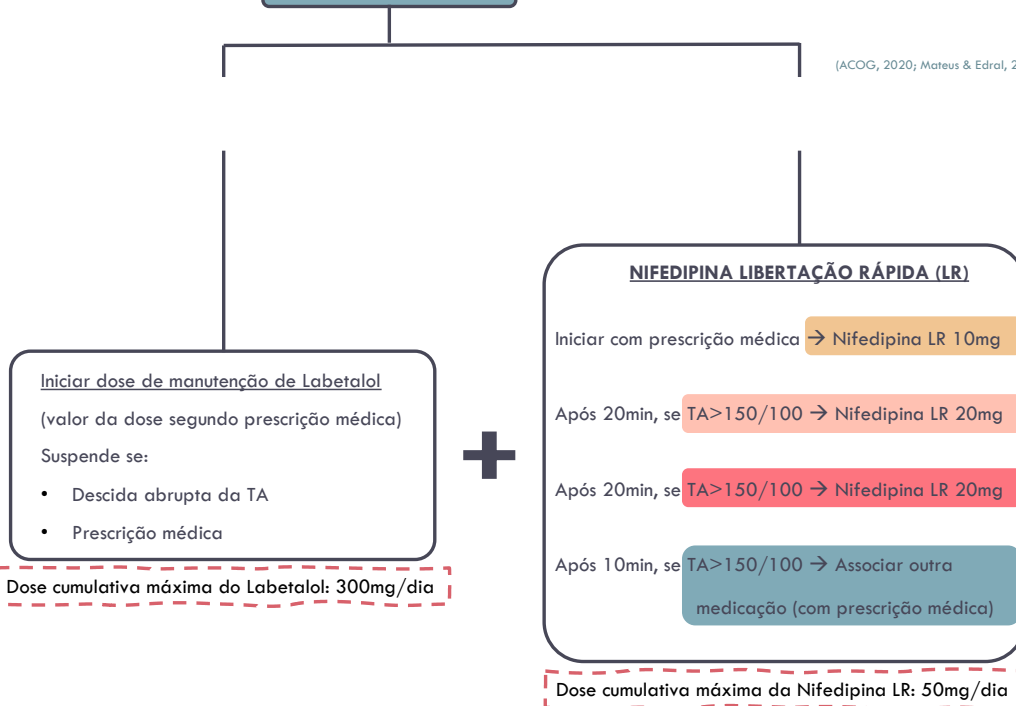 (ACOG, 2020; Mateus & Edral, 2
NIFEDIPINA LIBERTAÇÃO RÁPIDA (LR)
Iniciar com prescrição médica → Nifedipina LR 10mg
Após 20min, se TA>150/100 → Nifedipina LR 20mg
Após 20min, se TA>150/100 → Nifedipina LR 20mg
Após 10min, se TA>150/100 → Associar outra
medicação (com prescrição médica)
Dose cumulativa máxima da Nifedipina LR: 50mg/dia
Iniciar dose de manutenção de Labetalol
(valor da dose segundo prescrição médica)
Suspende se:
• Descida abrupta da TA
• Prescrição médica
Dose cumulativa máxima do Labetalol: 300mg/dia
+